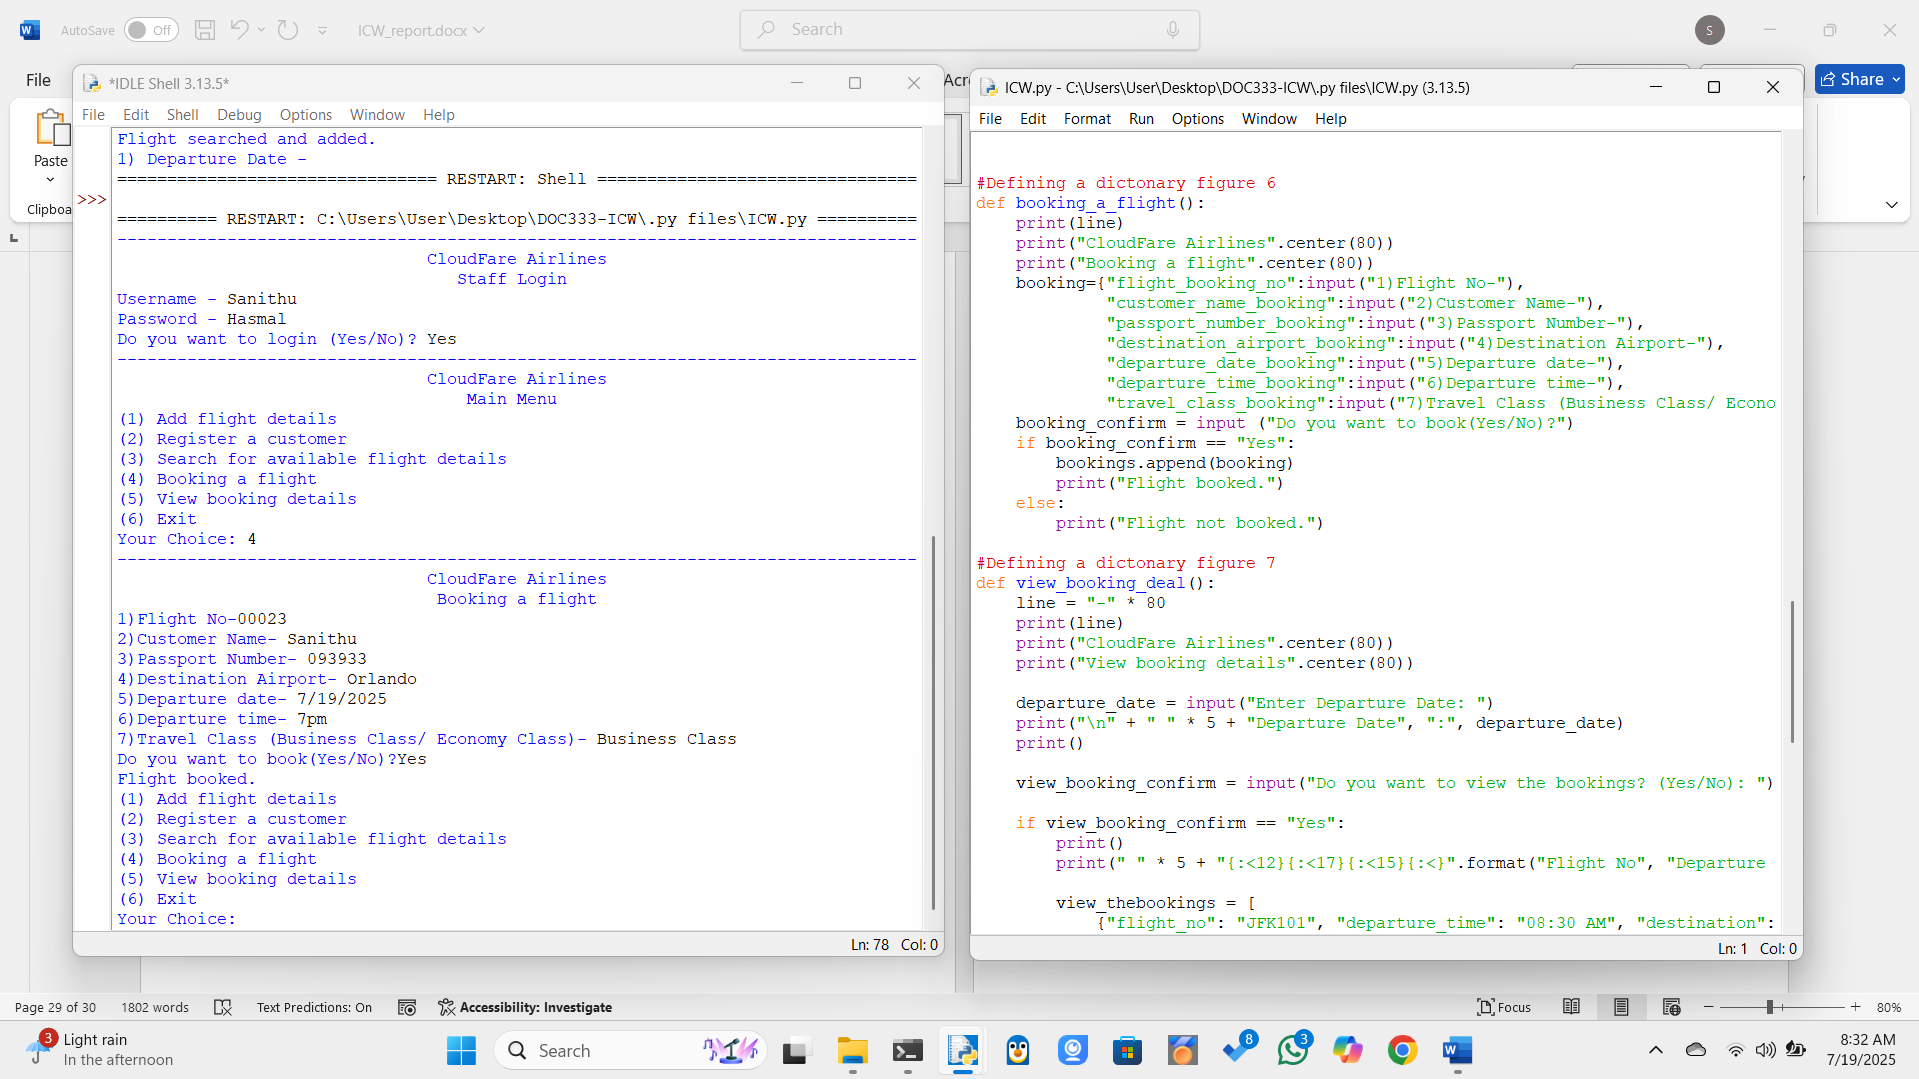 AutoSave Off ICW_report.docx Search S
File Acr Share
Paste
Clipboa
*IDLE Shell 3.13.5*
File Edit Shell Debug Options Window Help
Flight searched and added.
1) Departure Date -
================================ RESTART: Shell ================================
>>>
========== RESTART: C:\Users\User\Desktop\DOC333-ICW\.py files\ICW.py ==========
--------------------------------------------------------------------------------
CloudFare Airlines
Staff Login
Username - Sanithu
Password - Hasmal
Do you want to login (Yes/No)? Yes
--------------------------------------------------------------------------------
CloudFare Airlines
Main Menu
(1) Add flight details
(2) Register a customer
(3) Search for available flight details
(4) Booking a flight
(5) View booking details
(6) Exit
Your Choice: 4
--------------------------------------------------------------------------------
CloudFare Airlines
Booking a flight
1)Flight No-00023
2)Customer Name- Sanithu
3)Passport Number- 093933
4)Destination Airport- Orlando
5)Departure date- 7/19/2025
6)Departure time- 7pm
7)Travel Class (Business Class/ Economy Class)- Business Class
Do you want to book(Yes/No)?Yes
Flight booked.
(1) Add flight details
(2) Register a customer
(3) Search for available flight details
(4) Booking a flight
(5) View booking details
(6) Exit
Your Choice:
Ln: 78 Col: 0
ICW.py - C:\Users\User\Desktop\DOC333-ICW\.py files\ICW.py (3.13.5)
File Edit Format Run Options Window Help
#Defining a dictonary figure 6
def booking_a_flight():
print(line)
print("CloudFare Airlines".center(80))
print("Booking a flight".center(80))
booking={"flight_booking_no":input("1)Flight No-"),
"customer_name_booking":input("2)Customer Name-"),
"passport_number_booking":input("3)Passport Number-"),
"destination_airport_booking":input("4)Destination Airport-"),
"departure_date_booking":input("5)Departure date-"),
"departure_time_booking":input("6)Departure time-"),
"travel_class_booking":input("7)Travel Class (Business Class/ Econo
booking_confirm = input ("Do you want to book(Yes/No)?")
if booking_confirm == "Yes":
bookings.append(booking)
print("Flight booked.")
else:
print("Flight not booked.")
#Defining a dictonary figure 7
def view_booking_deal():
line = "-" * 80
print(line)
print("CloudFare Airlines".center(80))
print("View booking details".center(80))
departure_date = input("Enter Departure Date: ")
print("\n" + " " * 5 + "Departure Date", ":", departure_date)
print()
view_booking_confirm = input("Do you want to view the bookings? (Yes/No): ")
if view_booking_confirm == "Yes":
print()
print(" " * 5 + "{:<12}{:<17}{:<15}{:<}".format("Flight No", "Departure
view_thebookings = [
{"flight_no": "JFK101", "departure_time": "08:30 AM", "destination":
Ln: 1 Col: 0
Page 29 of 30 1802 words Text Predictions: On Accessibility: Investigate Focus 80%
3 Light rain
In the afternoon
Search
8
3
8:32 AM
7/19/2025